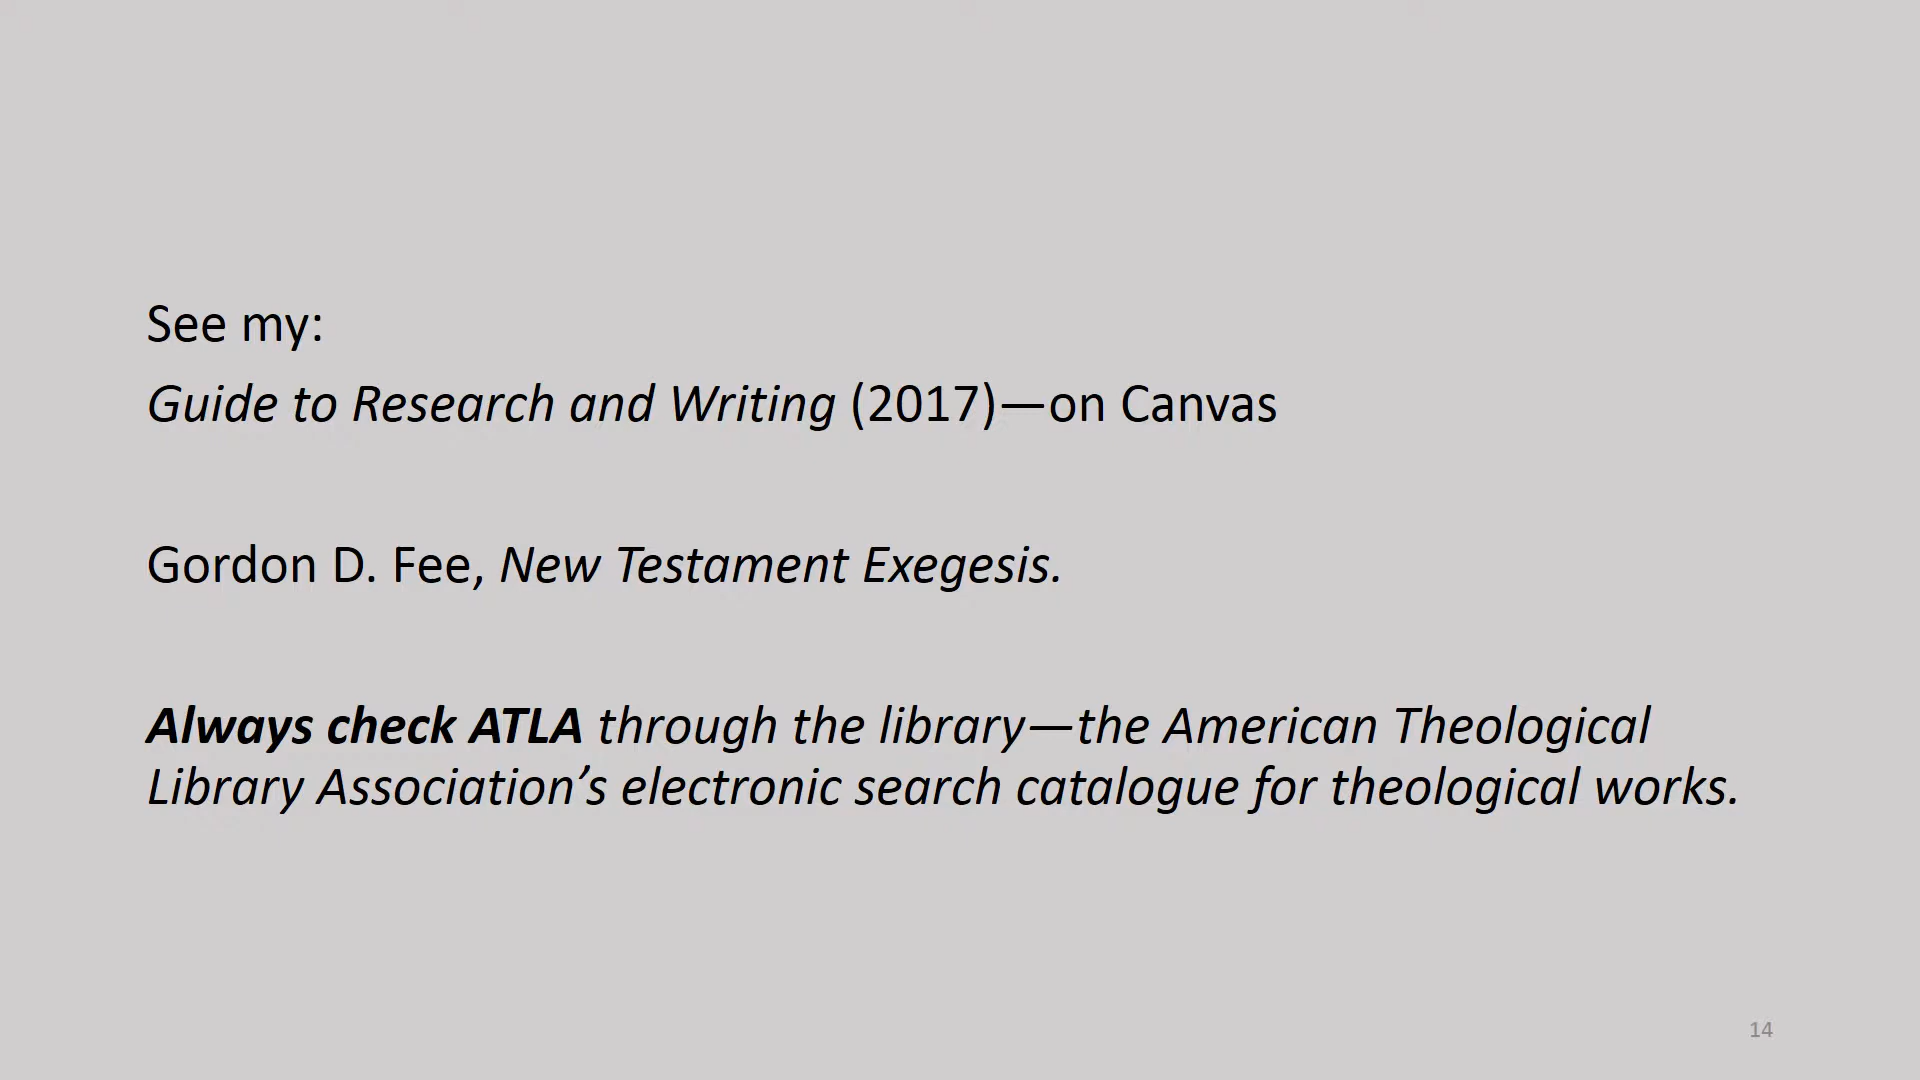 See my:
Guide to Research and Writing (2017)—on Canvas
Gordon D. Fee, New Testament Exegesis.
Always check ATLA through the library—the American Theological
Library Association’s electronic search catalogue for theological works.
14